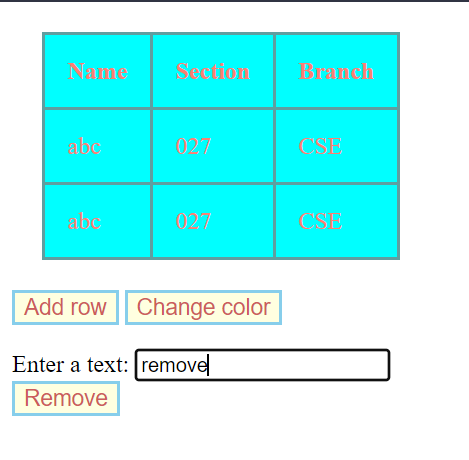 Name Section Branch
abc 027 CSE
abc 027 CSE
Add row Change color
Enter a text: remove
Remove